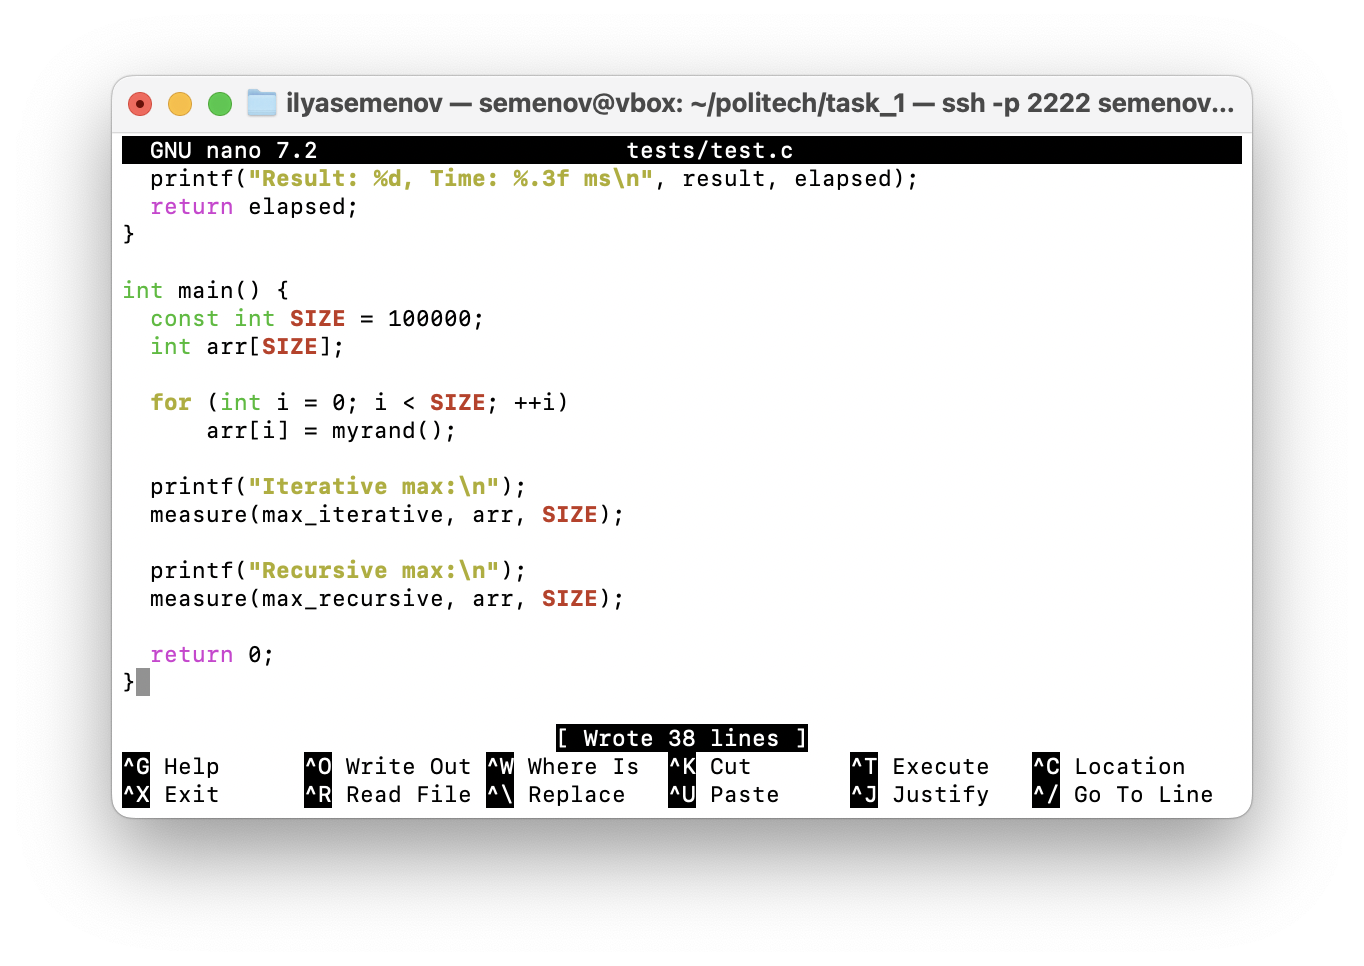 ilyasemenov — semenov@vbox: ~/politech/task_1 — ssh -p 2222 semenov...
GNU nano 7.2 tests/test.c
  printf("Result: %d, Time: %.3f ms\n", result, elapsed);
  return elapsed;
}

int main() {
  const int SIZE = 100000;
  int arr[SIZE];

  for (int i = 0; i < SIZE; ++i)
      arr[i] = myrand();

  printf("Iterative max:\n");
  measure(max_iterative, arr, SIZE);

  printf("Recursive max:\n");
  measure(max_recursive, arr, SIZE);

  return 0;
}
[ Wrote 38 lines ]
^G Help ^O Write Out ^W Where Is ^K Cut ^T Execute ^C Location
^X Exit ^R Read File ^\ Replace ^U Paste ^J Justify ^/ Go To Line